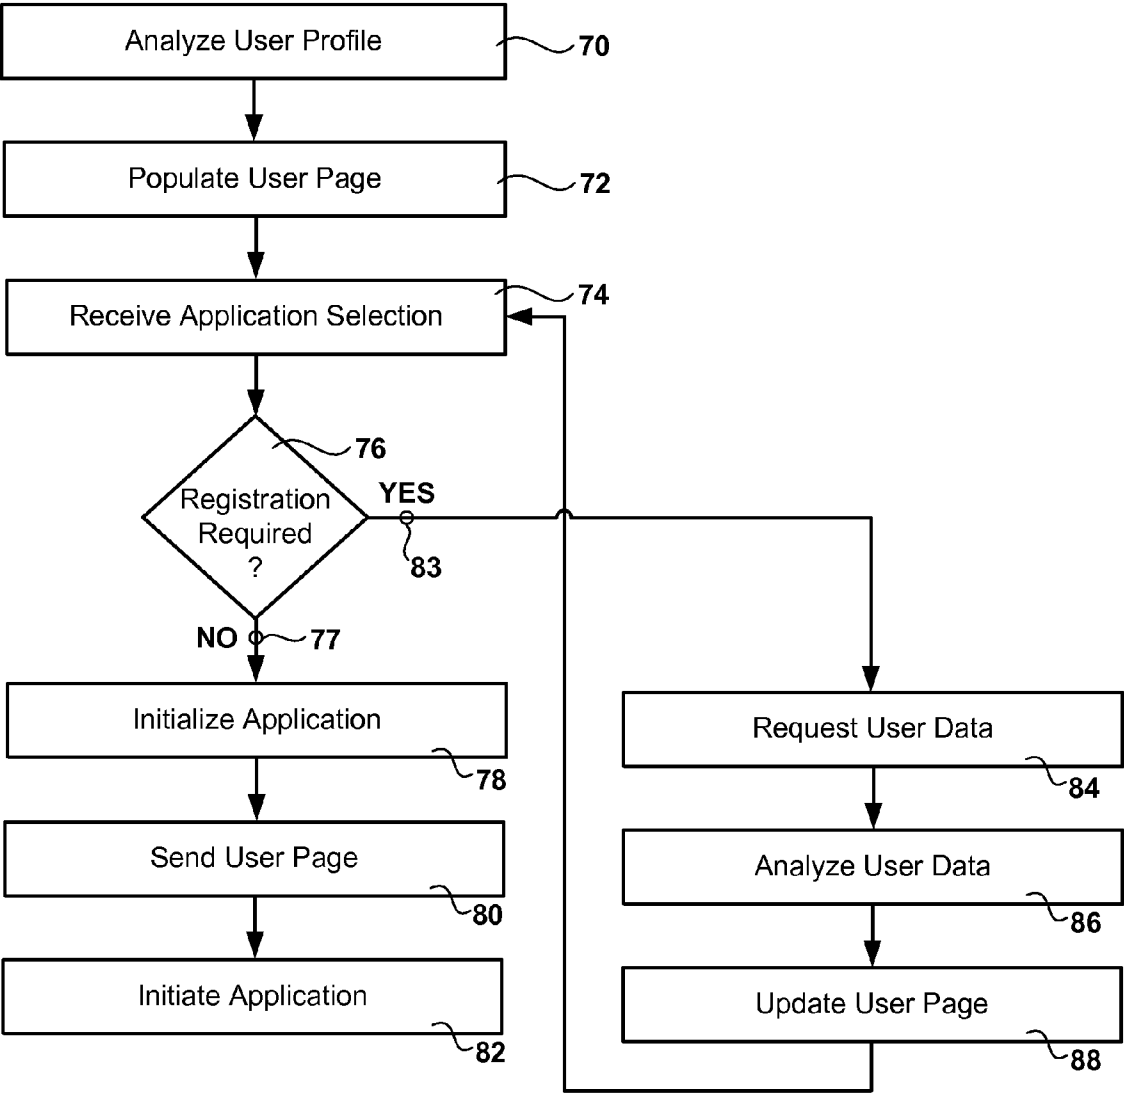 Analyze User Profile
70
Populate User Page
72
Receive Application Selection
74
76
Registration
Required
?
YES
83
NO
77
Initialize Application
78
Send User Page
80
Initiate Application
82
Request User Data
84
Analyze User Data
86
Update User Page
88